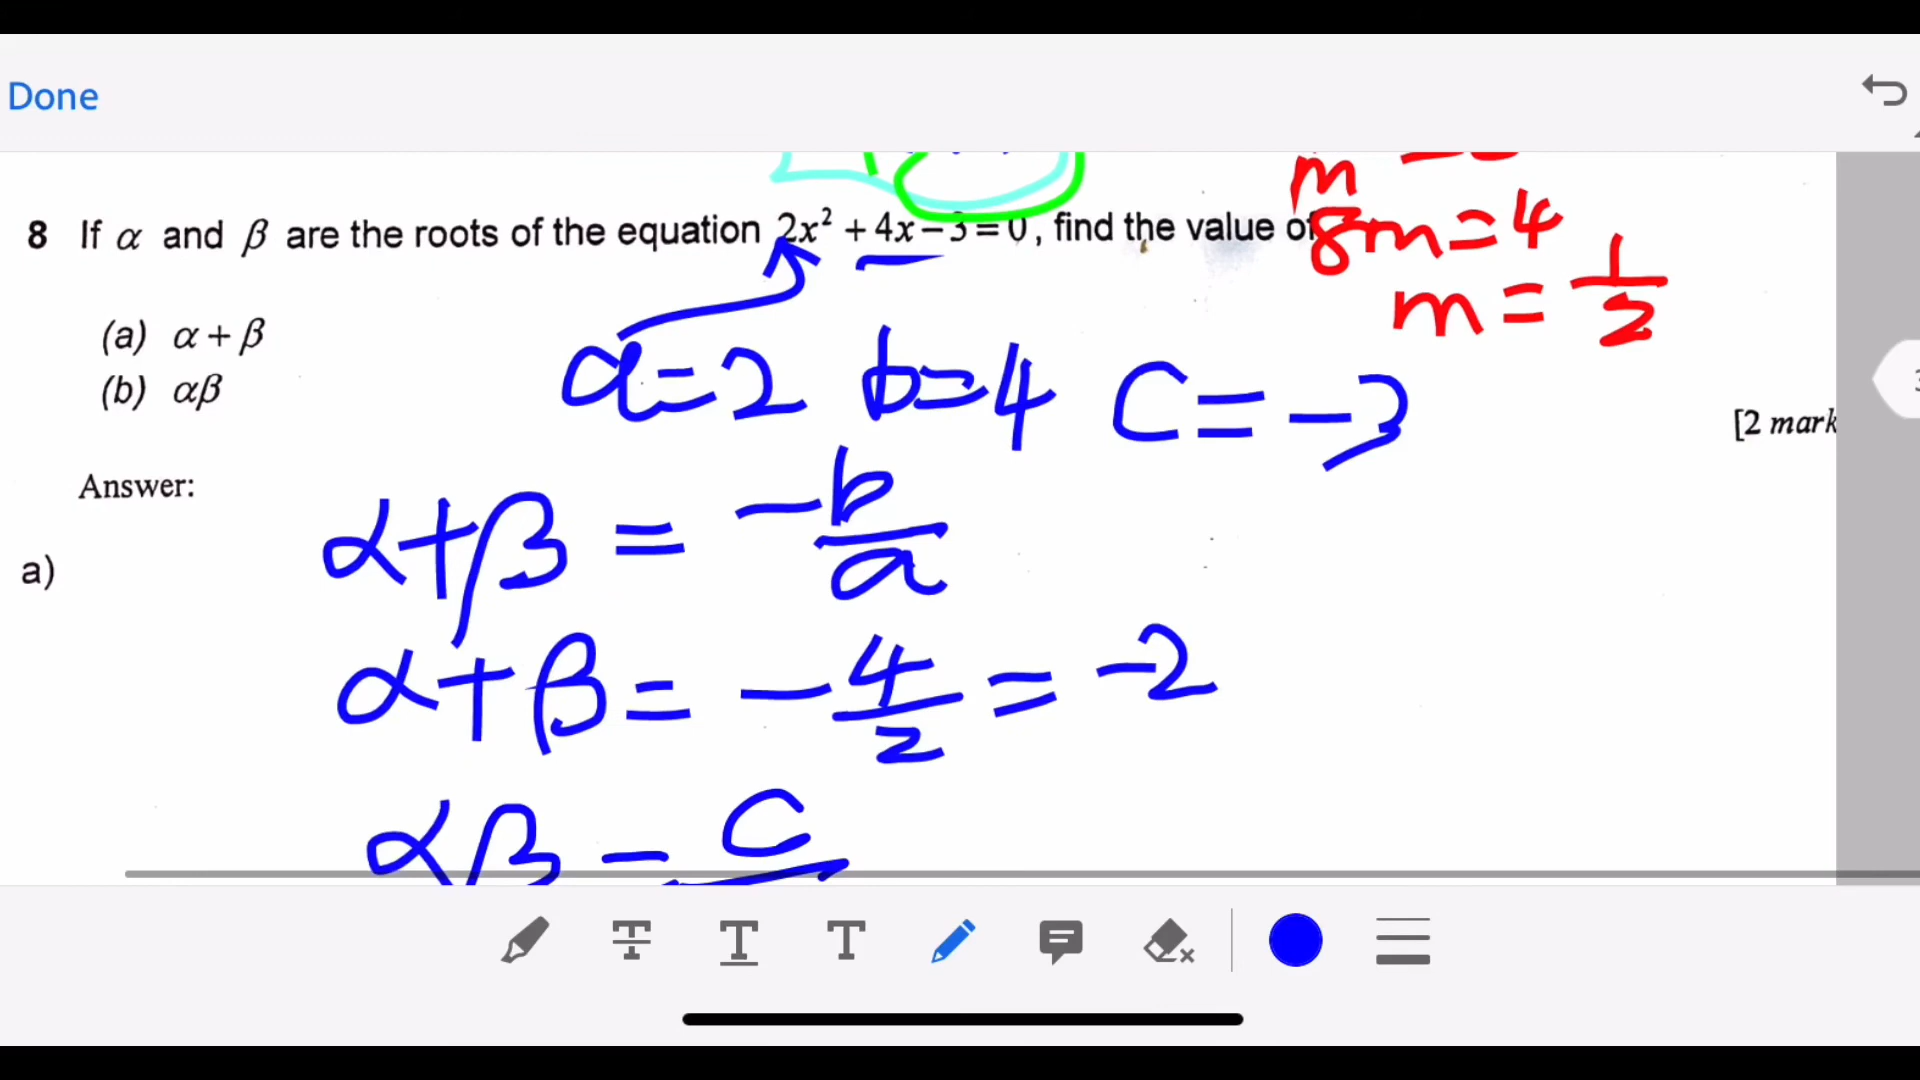 Done
m
8 If α and β are the roots of the equation 2x² + 4x − 3 = 0, find the value of
8m = 4
m = 1/2
(a) α + β
(b) αβ
a = 2 b = 4 c = −3
[2 mark
Answer:
α + β = −b/a
a)
α + β = −4/2 = −2
αβ = c